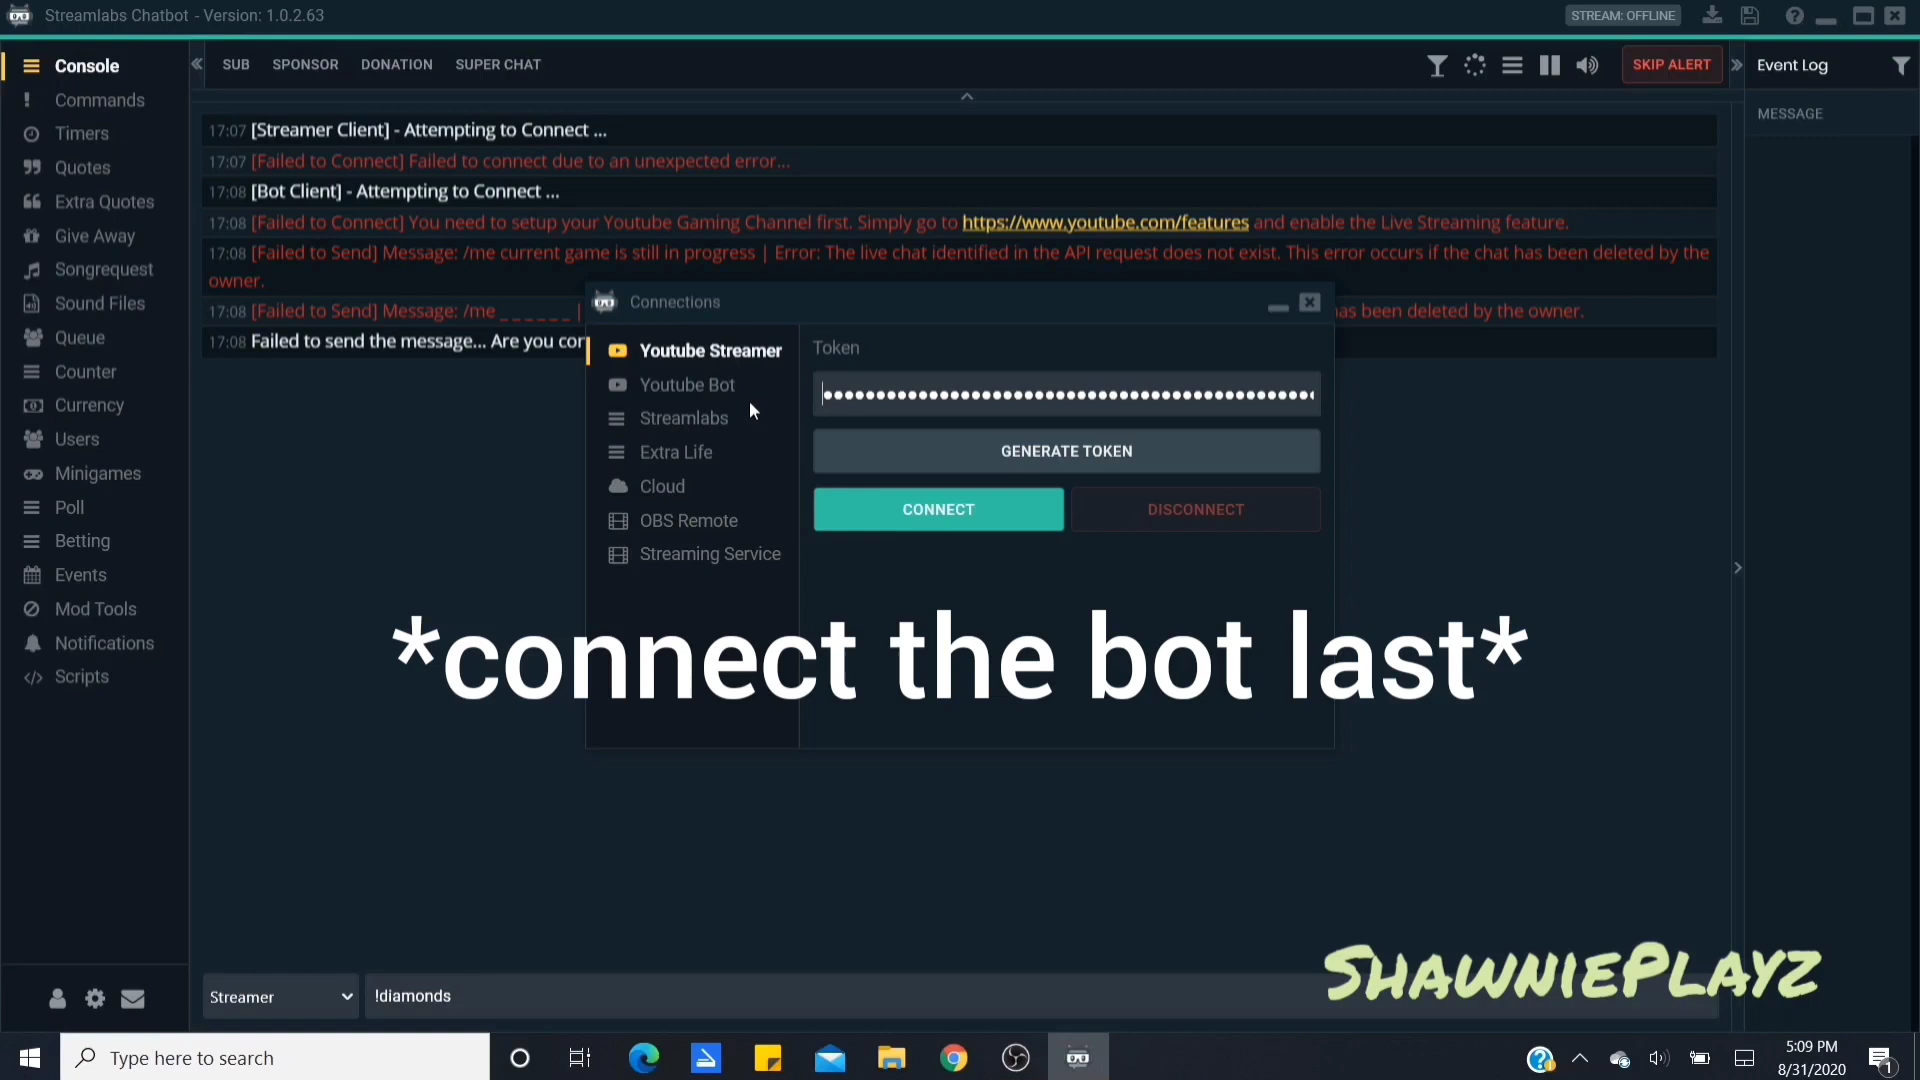 Streamlabs Chatbot - Version: 1.0.2.63
STREAM: OFFLINE
Console
Commands
Timers
Quotes
Extra Quotes
Give Away
Songrequest
Sound Files
Queue
Counter
Currency
Users
Minigames
Poll
Betting
Events
Mod Tools
Notifications
Scripts
SUB SPONSOR DONATION SUPER CHAT
SKIP ALERT
Event Log
MESSAGE
17:07 [Streamer Client] - Attempting to Connect ...
17:07 [Failed to Connect] Failed to connect due to an unexpected error...
17:08 [Bot Client] - Attempting to Connect ...
17:08 [Failed to Connect] You need to setup your Youtube Gaming Channel first. Simply go to https://www.youtube.com/features and enable the Live Streaming feature.
17:08 [Failed to Send] Message: /me current game is still in progress | Error: The live chat identified in the API request does not exist. This error occurs if the chat has been deleted by the
owner.
17:08 [Failed to Send] Message: /me _ _ _ _ _ _ | has been deleted by the owner.
17:08 Failed to send the message... Are you
Connections
Youtube Streamer
Youtube Bot
Streamlabs
Extra Life
Cloud
OBS Remote
Streaming Service
Token
GENERATE TOKEN
CONNECT DISCONNECT
*connect the bot last*
SHAWNIEPLAYZ
Streamer
!diamonds
Type here to search
5:09 PM
8/31/2020
1